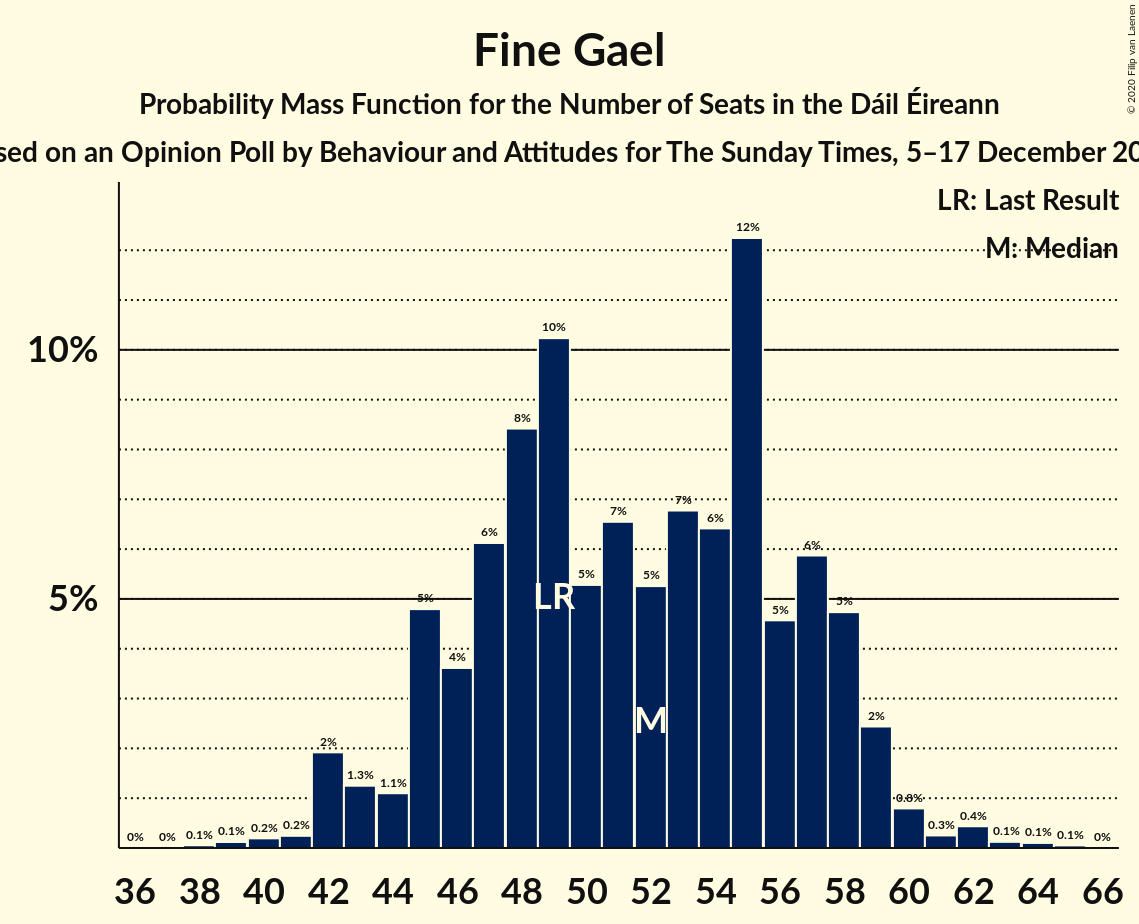 Fine Gael
Probability Mass Function for the Number of Seats in the Dáil Éireann
sed on an Opinion Poll by Behaviour and Attitudes for The Sunday Times, 5–17 December 20
© 2020 Filip van Laenen
LR: Last Result
M: Median
10%
5%
0% 0% 0.1% 0.1% 0.2% 0.2% 2% 1.3% 1.1% 5% 4% 6% 8% 10% 5% 7% 5% 7% 6% 12% 5% 6% 5% 2% 0.8% 0.3% 0.4% 0.1% 0.1% 0.1% 0%
LR
M
36 38 40 42 44 46 48 50 52 54 56 58 60 62 64 66